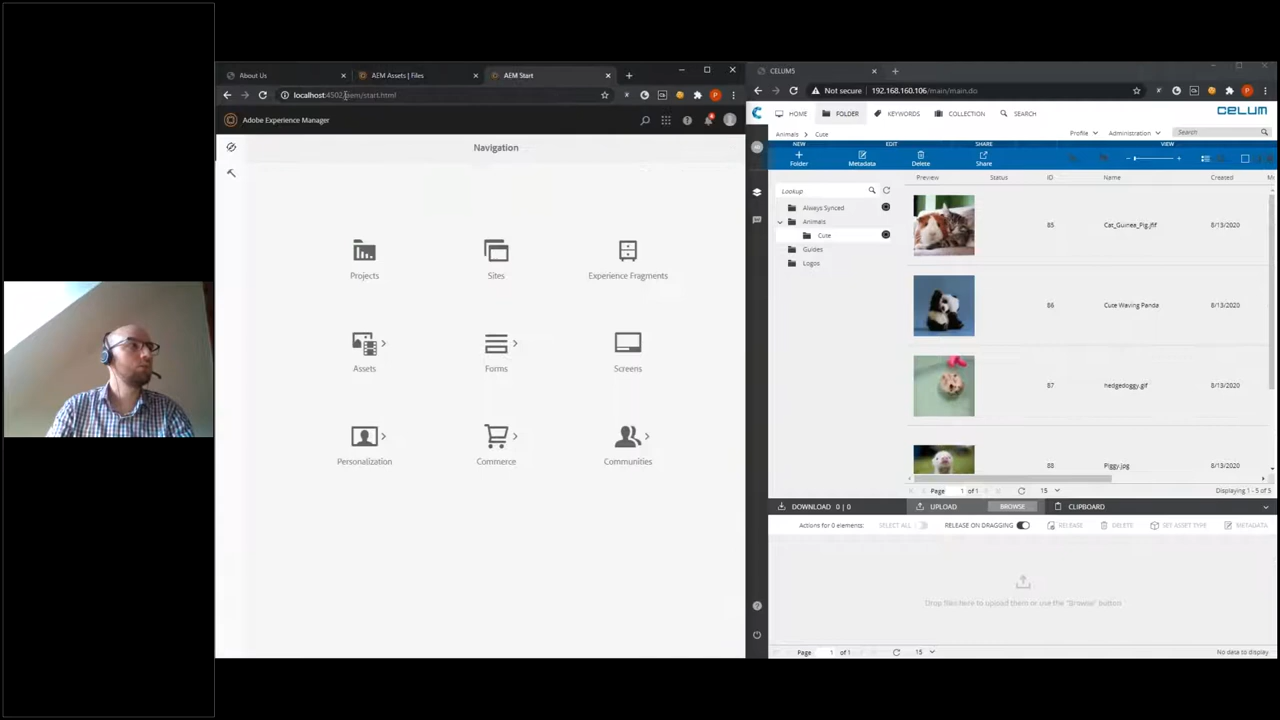 About Us
AEM Assets | Files
AEM Start
localhost:4502/aem/start.html
Adobe Experience Manager
Navigation
Projects
Sites
Experience Fragments
Assets
Forms
Screens
Personalization
Commerce
Communities
CELUM5
Not secure
192.168.160.106/main/main.do
HOME
FOLDER
KEYWORDS
COLLECTION
SEARCH
CELUM
Animals > Cute
Profile
Administration
Search
NEW
EDIT
SHARE
VIEW
Folder
Metadata
Delete
Share
Lookup
Preview
Status
ID
Name
Created
Always Synced
Animals
Cute
Guides
Logos
85
Cat_Guinea_Pig.jfif
8/13/2020
86
Cute Waving Panda
8/13/2020
87
hedgedoggy.gif
8/13/2020
88
Piggy.jpg
8/13/2020
Page 1 of 1
15
Displaying 1 - 5 of 5
DOWNLOAD 0 | 0
UPLOAD
BROWSE
CLIPBOARD
Actions for 0 elements:
SELECT ALL
RELEASE ON DRAGGING
RELEASE
DELETE
SET ASSET TYPE
METADATA
Drop files here to upload them or use the "Browse" button
Page 1 of 1
15
No data to display